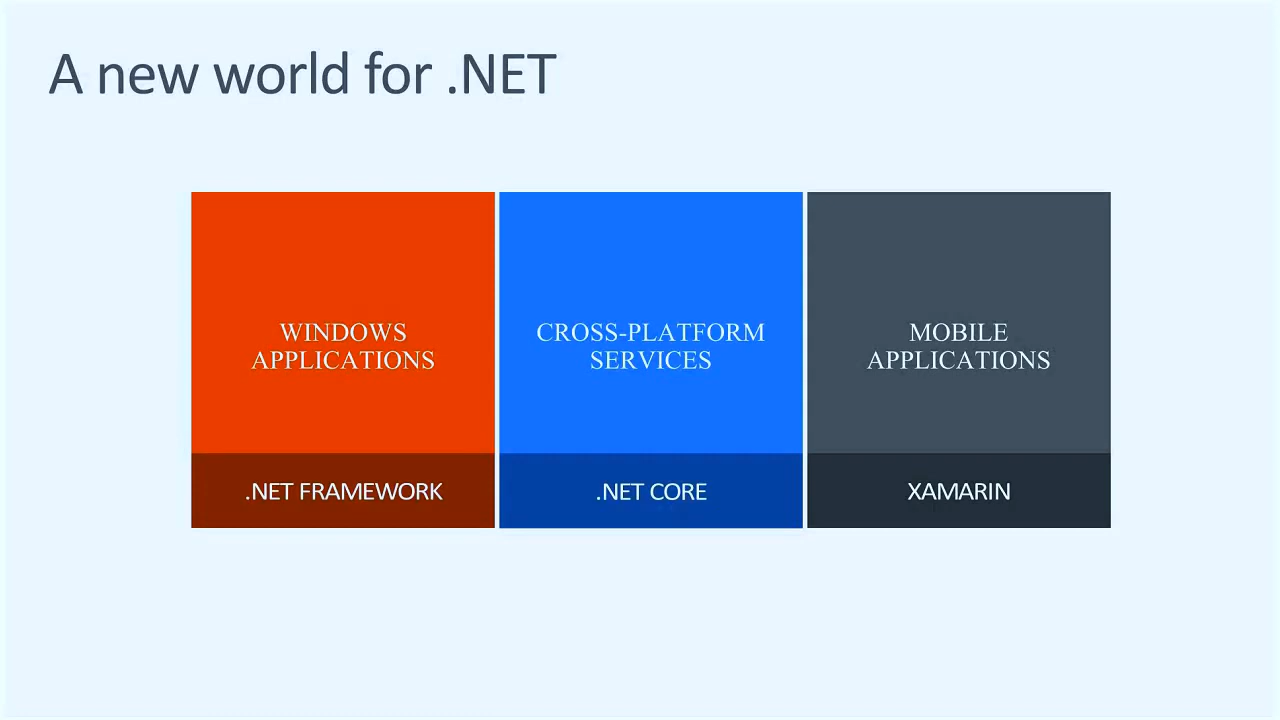 A new world for .NET
WINDOWS
APPLICATIONS
CROSS-PLATFORM
SERVICES
MOBILE
APPLICATIONS
.NET FRAMEWORK
.NET CORE
XAMARIN